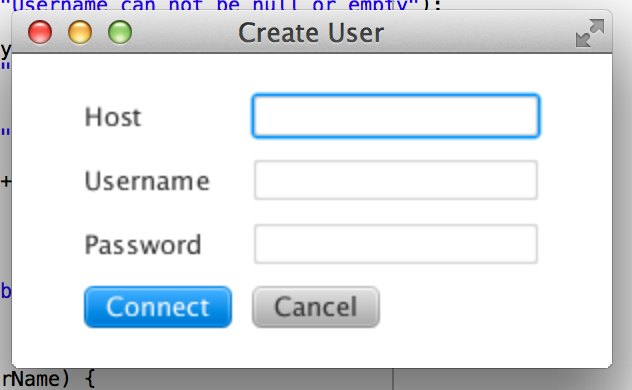 "Username can not be null or empty");
Create User
y
"
Host
"
Username
+
Password
b
Connect
Cancel
rName) {